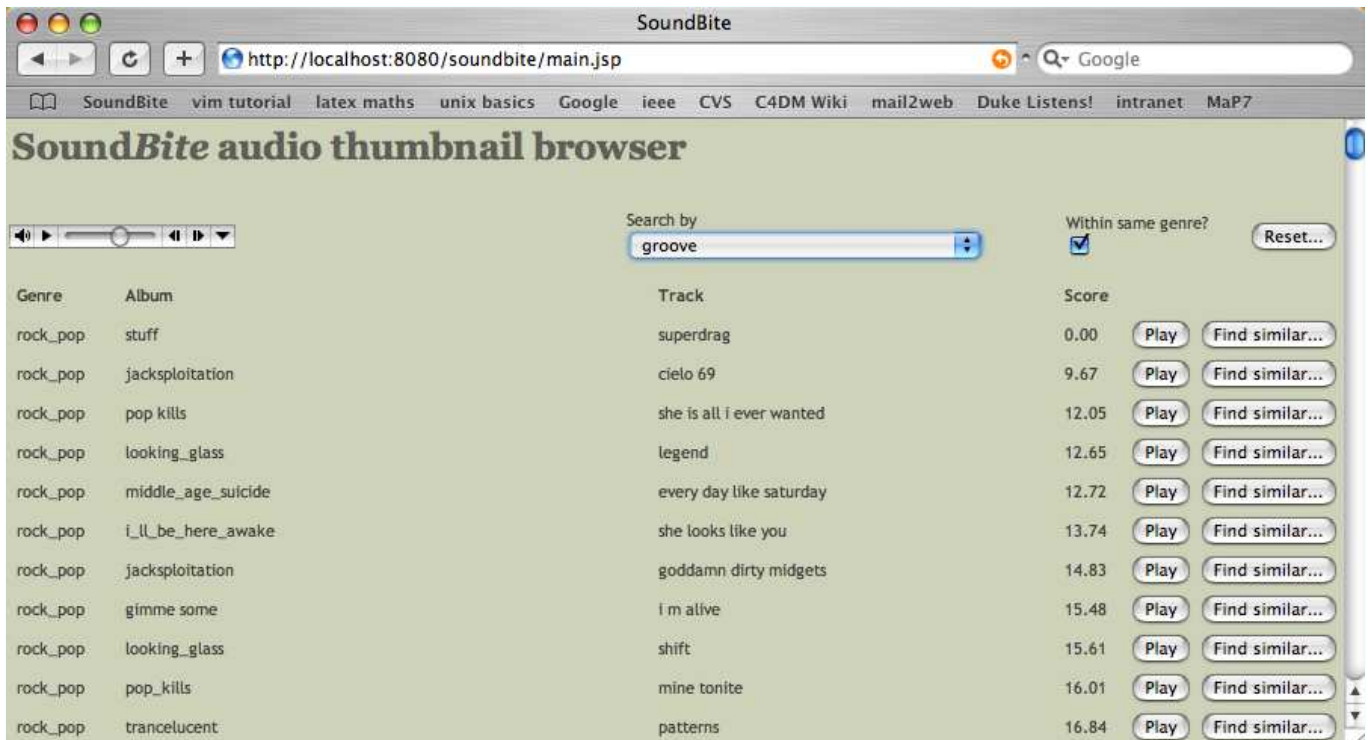 SoundBite
http://localhost:8080/soundbite/main.jsp
Google
SoundBite vim tutorial latex maths unix basics Google ieee CVS C4DM Wiki mail2web Duke Listens! intranet MaP7
SoundBite audio thumbnail browser
Search by
groove
Within same genre?
Reset...
Genre Album Track Score
rock_pop stuff superdrag 0.00 Play Find similar...
rock_pop jacksploitation cielo 69 9.67 Play Find similar...
rock_pop pop kills she is all i ever wanted 12.05 Play Find similar...
rock_pop looking_glass legend 12.65 Play Find similar...
rock_pop middle_age_suicide every day like saturday 12.72 Play Find similar...
rock_pop i_ll_be_here_awake she looks like you 13.74 Play Find similar...
rock_pop jacksploitation goddamn dirty midgets 14.83 Play Find similar...
rock_pop gimme some i m alive 15.48 Play Find similar...
rock_pop looking_glass shift 15.61 Play Find similar...
rock_pop pop_kills mine tonite 16.01 Play Find similar...
rock_pop trancelucent patterns 16.84 Play Find similar...